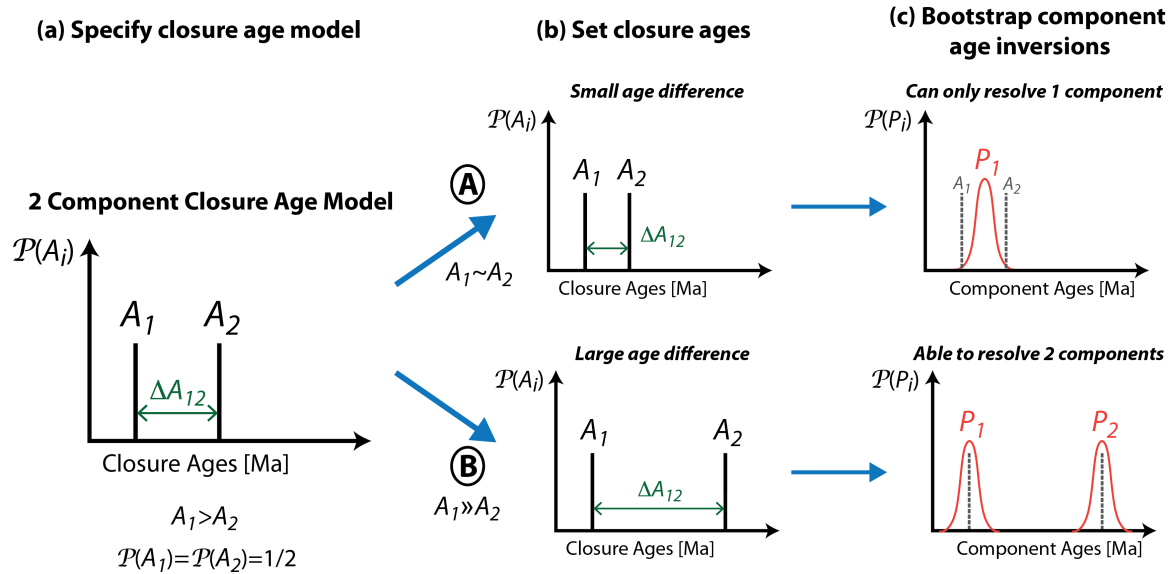 (a) Specify closure age model
2 Component Closure Age Model
𝒫(Aᵢ)
A₁
A₂
ΔA₁₂
Closure Ages [Ma]
A₁>A₂
𝒫(A₁)=𝒫(A₂)=1/2
A
A₁~A₂
B
A₁»A₂
(b) Set closure ages
Small age difference
𝒫(Aᵢ)
A₁
A₂
ΔA₁₂
Closure Ages [Ma]
Large age difference
𝒫(Aᵢ)
A₁
A₂
ΔA₁₂
Closure Ages [Ma]
(c) Bootstrap component
age inversions
Can only resolve 1 component
𝒫(Pᵢ)
P₁
A₁
A₂
Component Ages [Ma]
Able to resolve 2 components
𝒫(Pᵢ)
P₁
P₂
Component Ages [Ma]